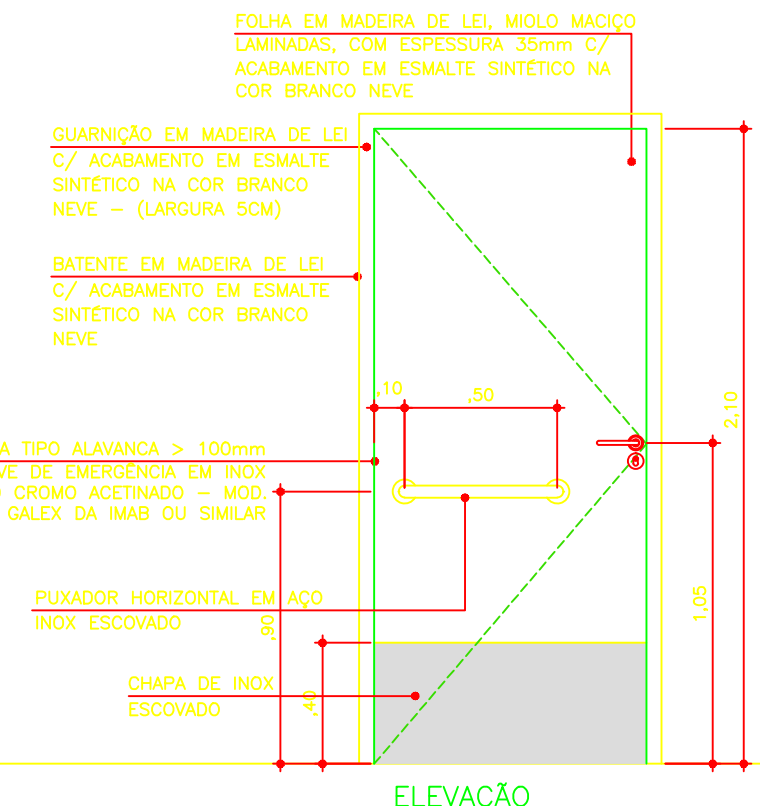 FOLHA EM MADEIRA DE LEI, MIOLO MACIÇO
LAMINADAS, COM ESPESSURA 35mm C/
ACABAMENTO EM ESMALTE SINTÉTICO NA
COR BRANCO NEVE
GUARNIÇÃO EM MADEIRA DE LEI
C/ ACABAMENTO EM ESMALTE
SINTÉTICO NA COR BRANCO
NEVE – (LARGURA 5CM)
BATENTE EM MADEIRA DE LEI
C/ ACABAMENTO EM ESMALTE
SINTÉTICO NA COR BRANCO
NEVE
,10
,50
2,10
A TIPO ALAVANCA > 100mm
VE DE EMERGÊNCIA EM INOX
O CROMO ACETINADO – MOD.
GALEX DA IMAB OU SIMILAR
PUXADOR HORIZONTAL EM AÇO
INOX ESCOVADO
,90
1,05
CHAPA DE INOX
ESCOVADO
,40
ELEVAÇÃO